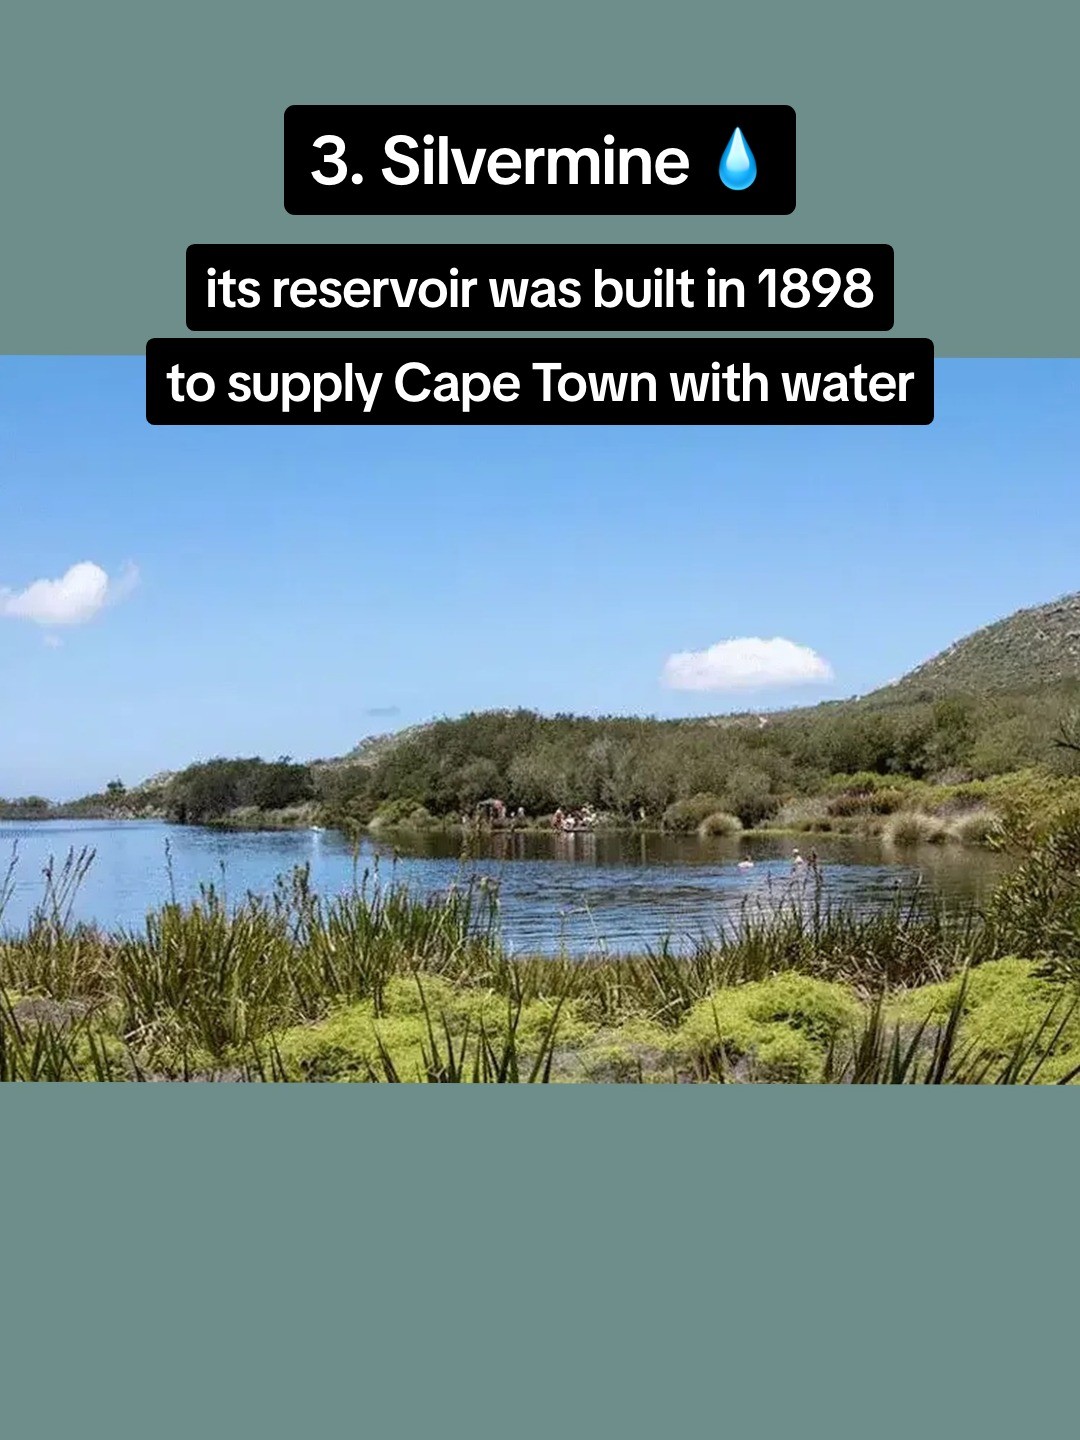 3. Silvermine 💧
its reservoir was built in 1898
to supply Cape Town with water